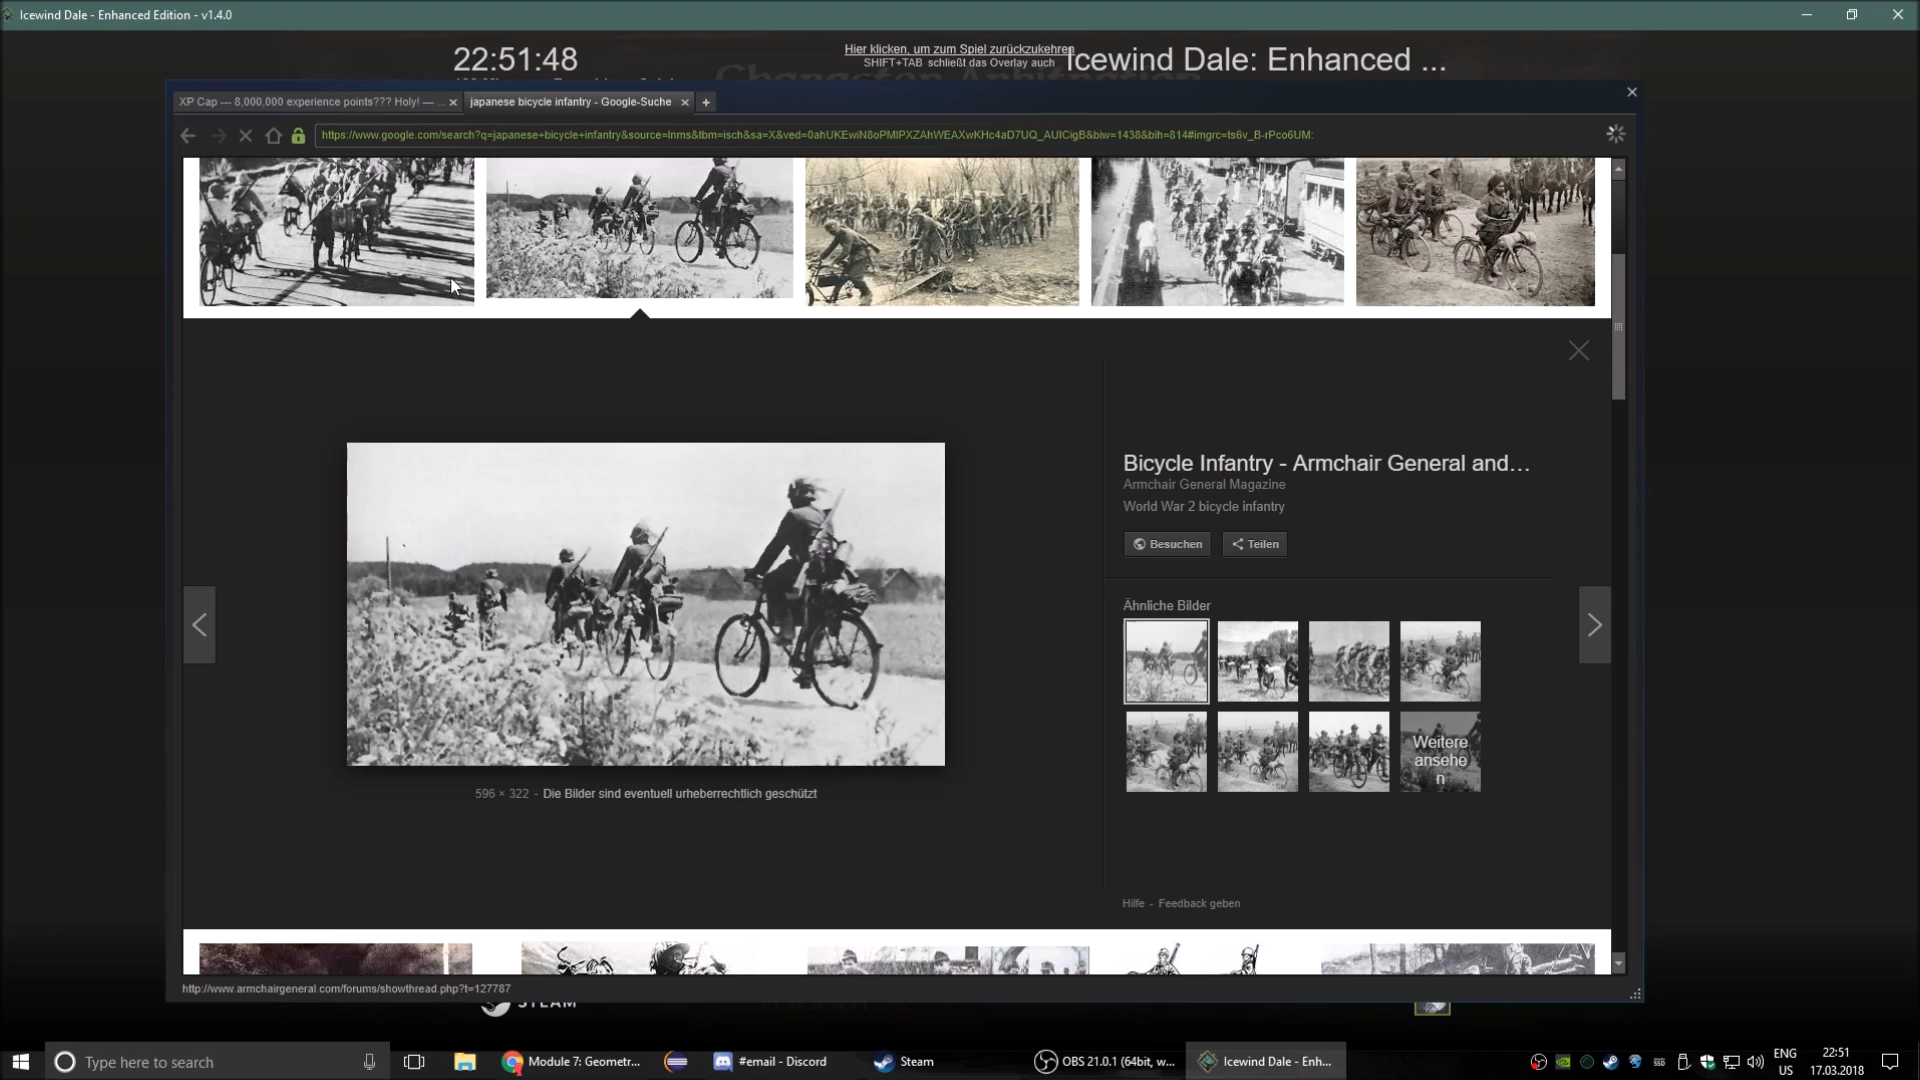 Icewind Dale - Enhanced Edition - v1.4.0
22:51:48
Hier klicken, um zum Spiel zurückzukehren
SHIFT+TAB schließt das Overlay auch
Icewind Dale: Enhanced ...
XP Cap --- 8,000,000 experience points??? Holy! — ...
japanese bicycle infantry - Google-Suche
https://www.google.com/search?q=japanese+bicycle+infantry&source=lnms&tbm=isch&sa=X&ved=0ahUKEwiN8oPMlPXZAhWEAXwKHc4aD7UQ_AUICigB&biw=1438&bih=814#imgrc=ts6v_B-rPco6UM:
Bicycle Infantry - Armchair General and...
Armchair General Magazine
World War 2 bicycle infantry
Besuchen
Teilen
Ähnliche Bilder
Weitere
ansehe
n
596 × 322 - Die Bilder sind eventuell urheberrechtlich geschützt
Hilfe - Feedback geben
http://www.armchairgeneral.com/forums/showthread.php?t=127787
STEAM
Type here to search
Module 7: Geometr...
#email - Discord
Steam
OBS 21.0.1 (64bit, w...
Icewind Dale - Enh...
ENG
US
22:51
17.03.2018